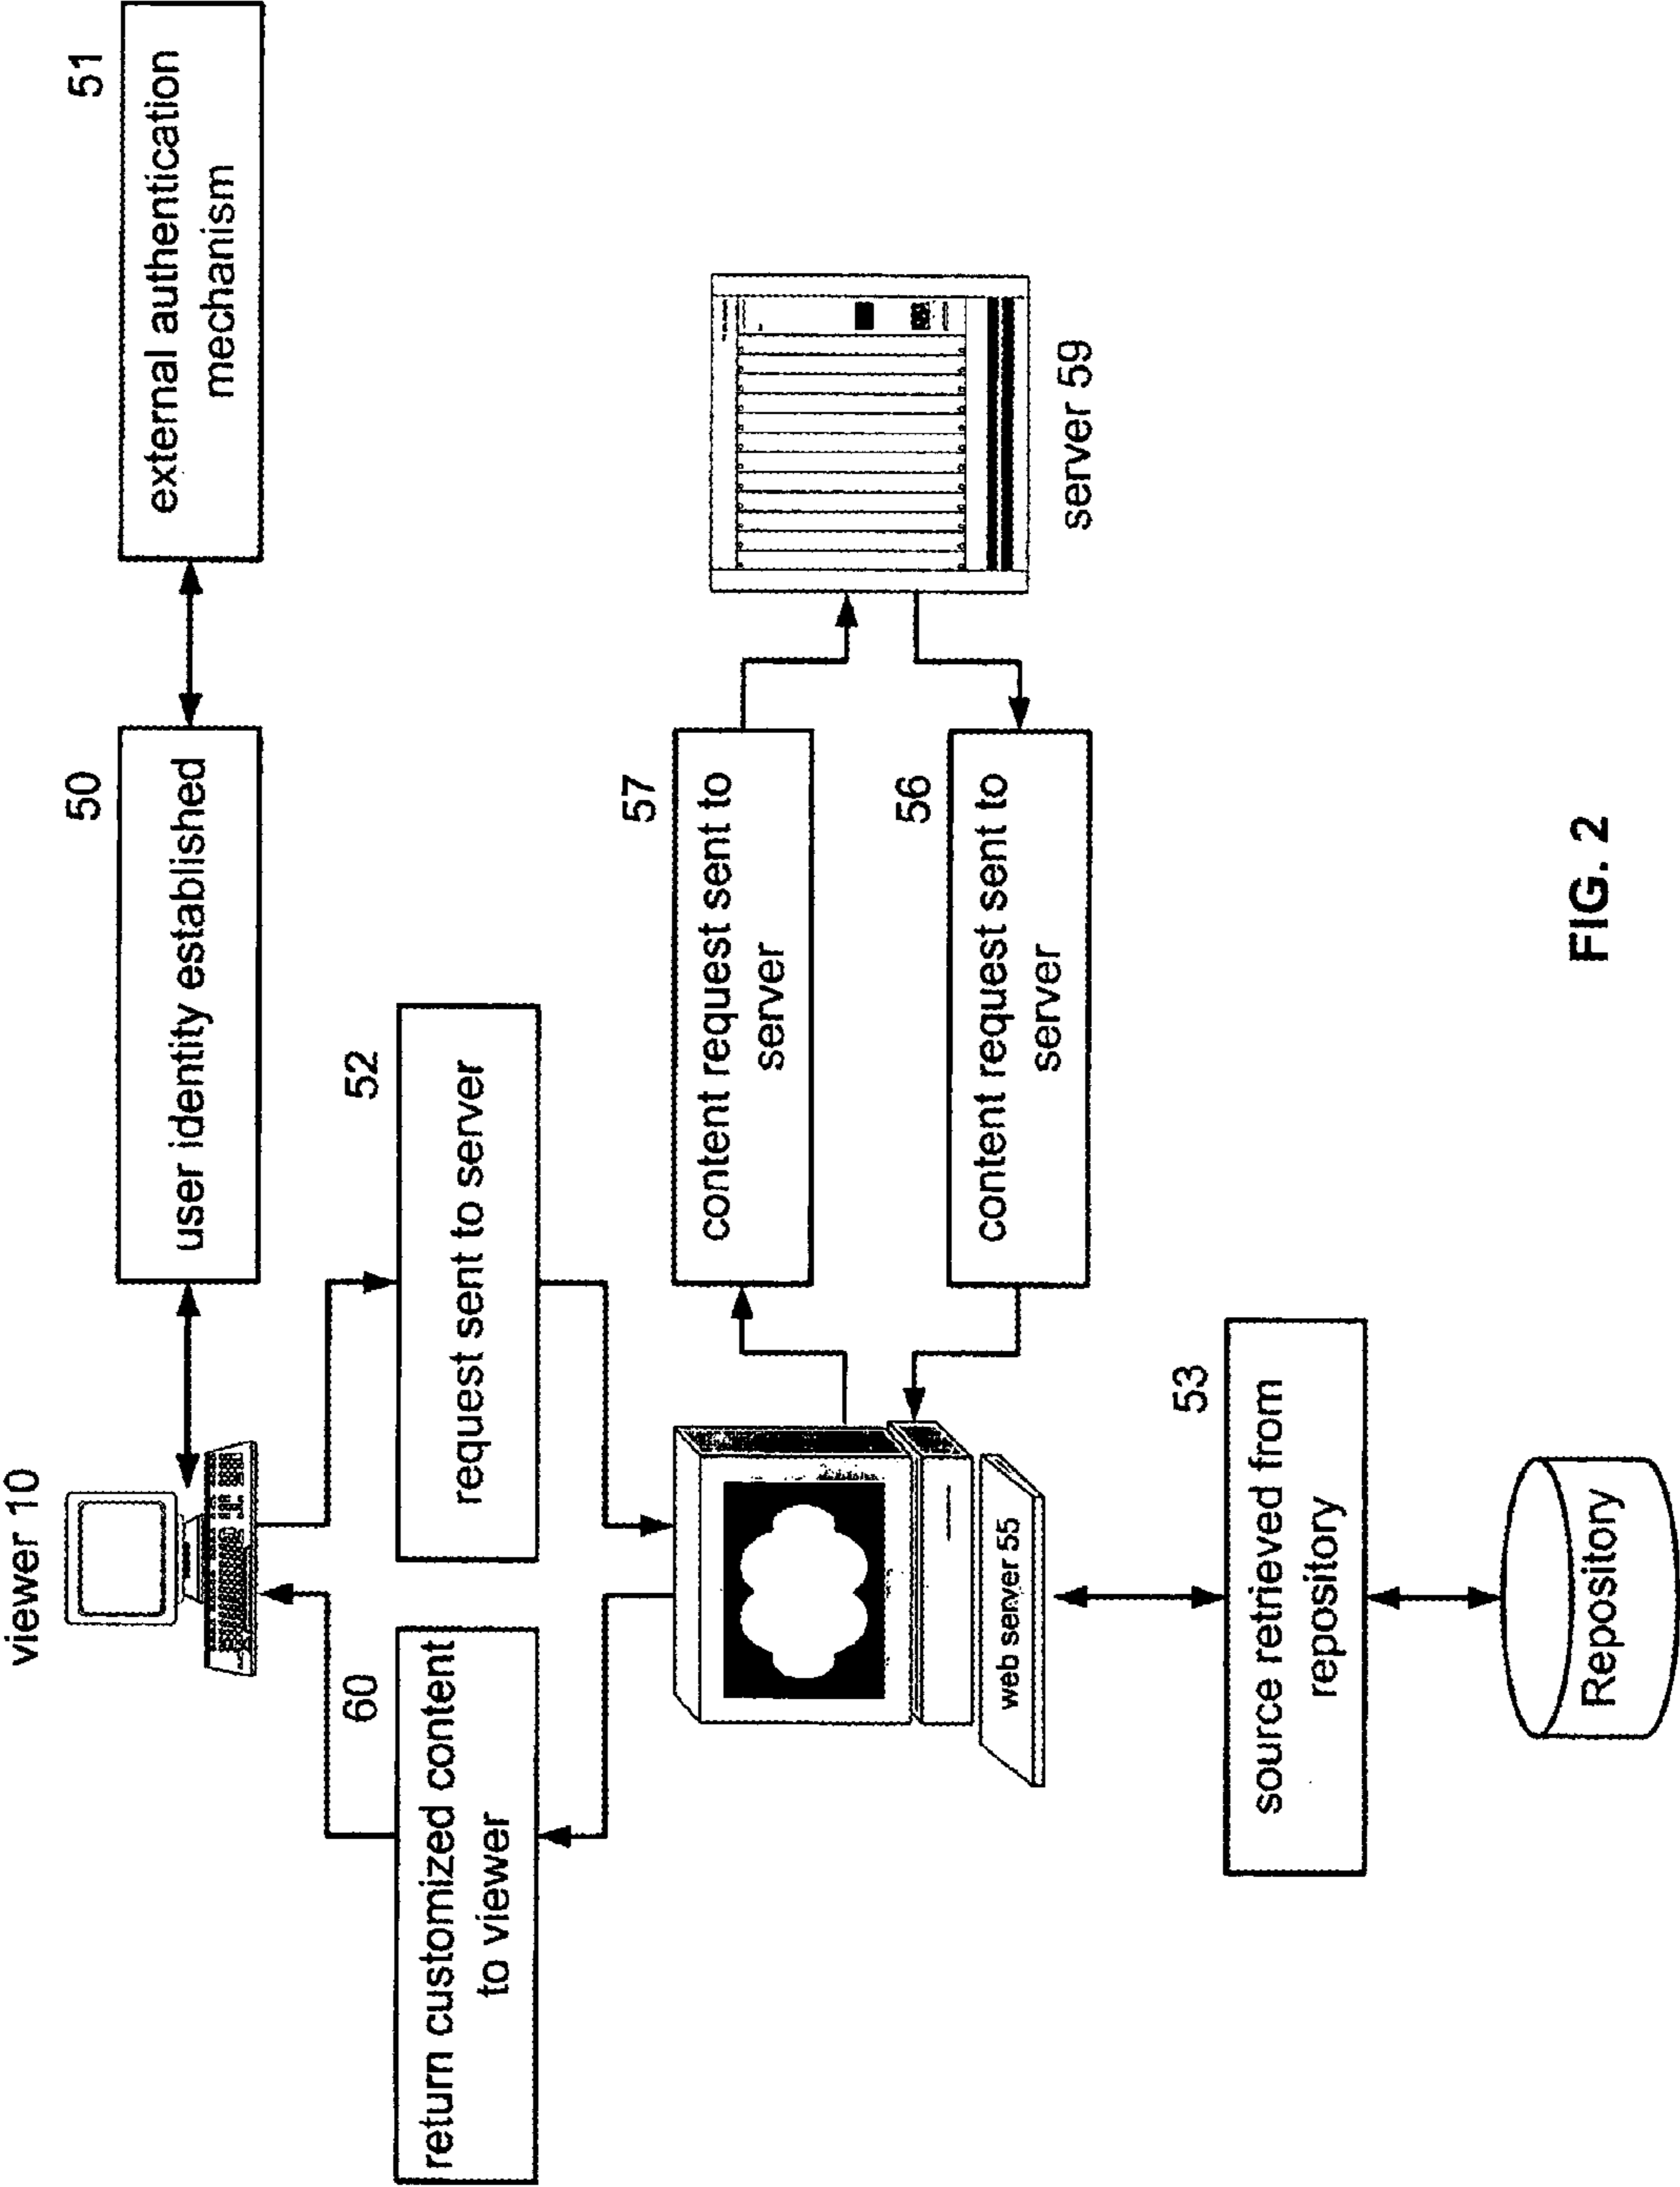 viewer 10
50
user identity established
51
external authentication
mechanism
60
return customized content
to viewer
52
request sent to server
57
content request sent to
server
web server 55
56
content request sent to
server
server 59
53
source retrieved from
repository
Repository
FIG. 2